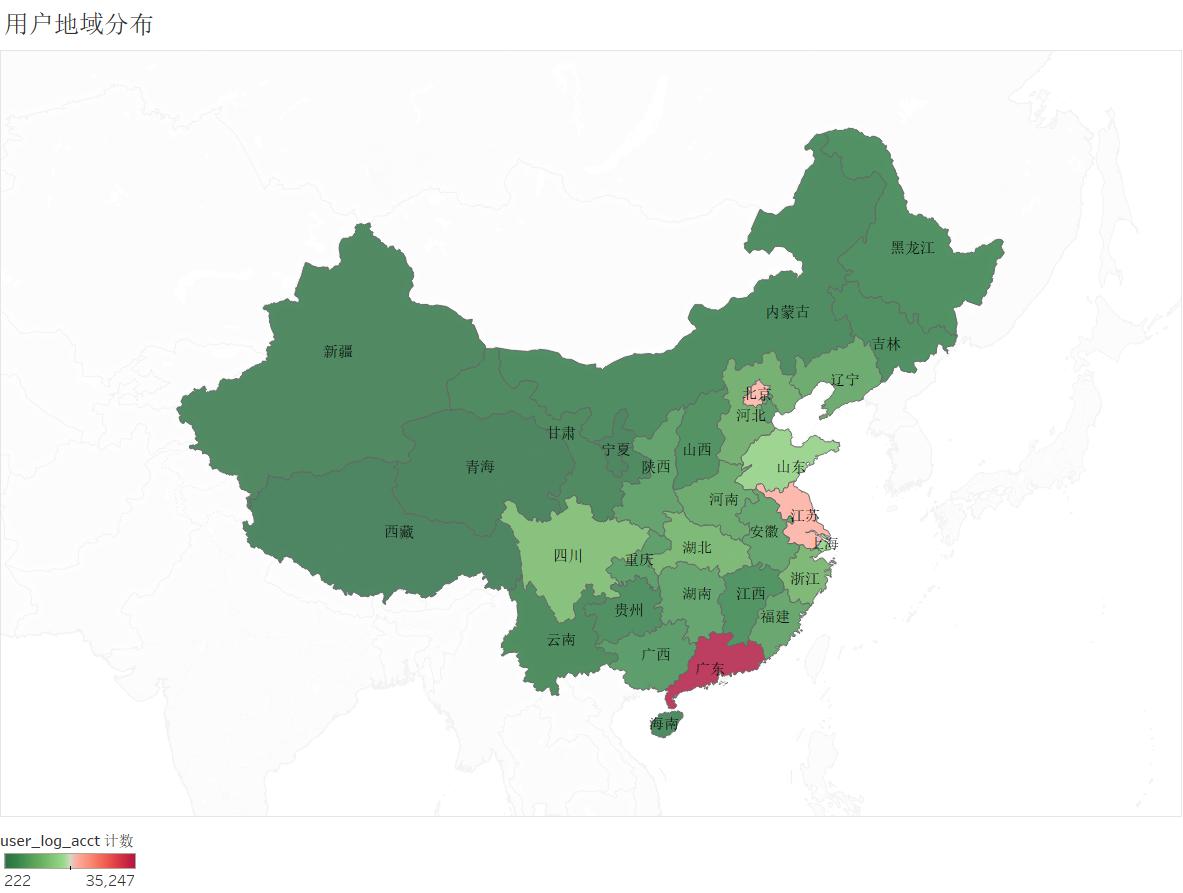 用户地域分布
黑龙江
内蒙古
吉林
新疆
辽宁
北京
河北
甘肃
宁夏
山西
陕西
青海
山东
河南
江苏
西藏
安徽
上海
湖北
四川
重庆
浙江
湖南
江西
贵州
福建
云南
广西
广东
海南
user_log_acct 计数
222 35,247